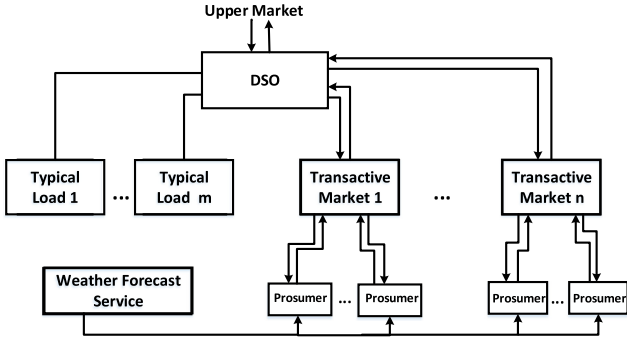 Upper Market
DSO
Typical
Load 1
...
Typical
Load m
Transactive
Market 1
...
Transactive
Market n
Weather Forecast
Service
Prosumer
...
Prosumer
Prosumer
...
Prosumer